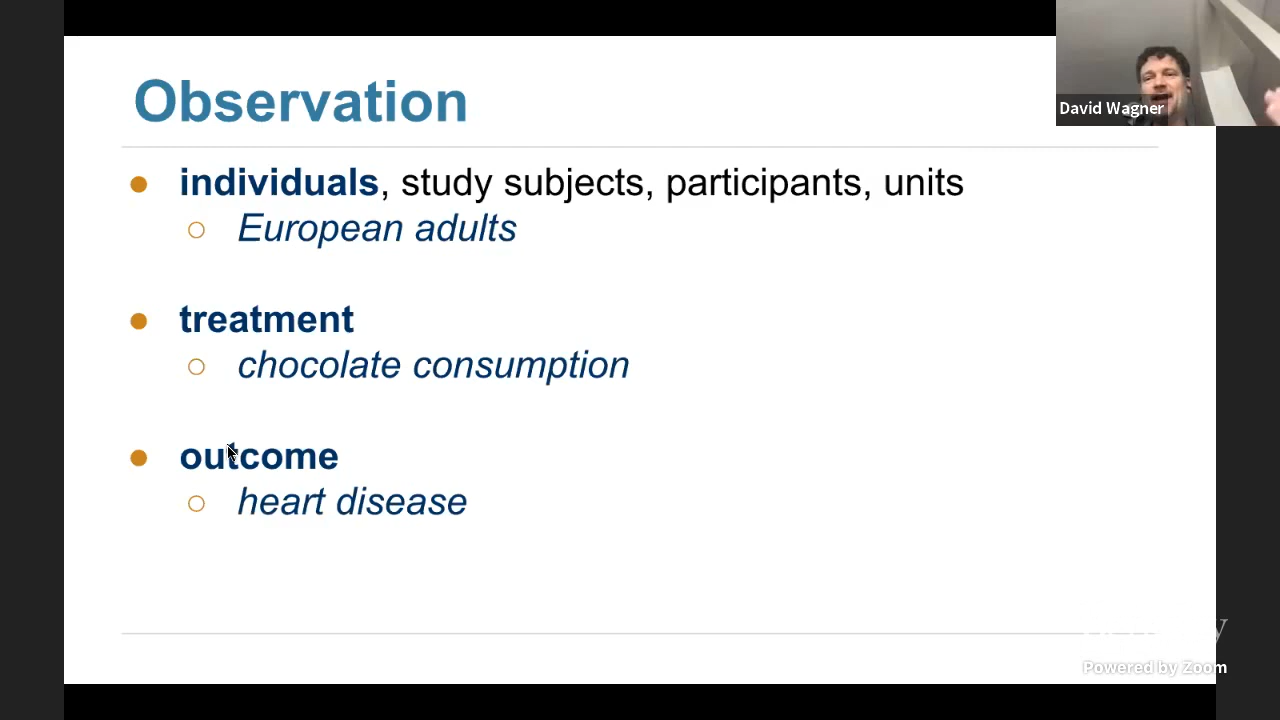 Observation
David Wagner
individuals, study subjects, participants, units
European adults
treatment
chocolate consumption
outcome
heart disease
Powered by Zoom